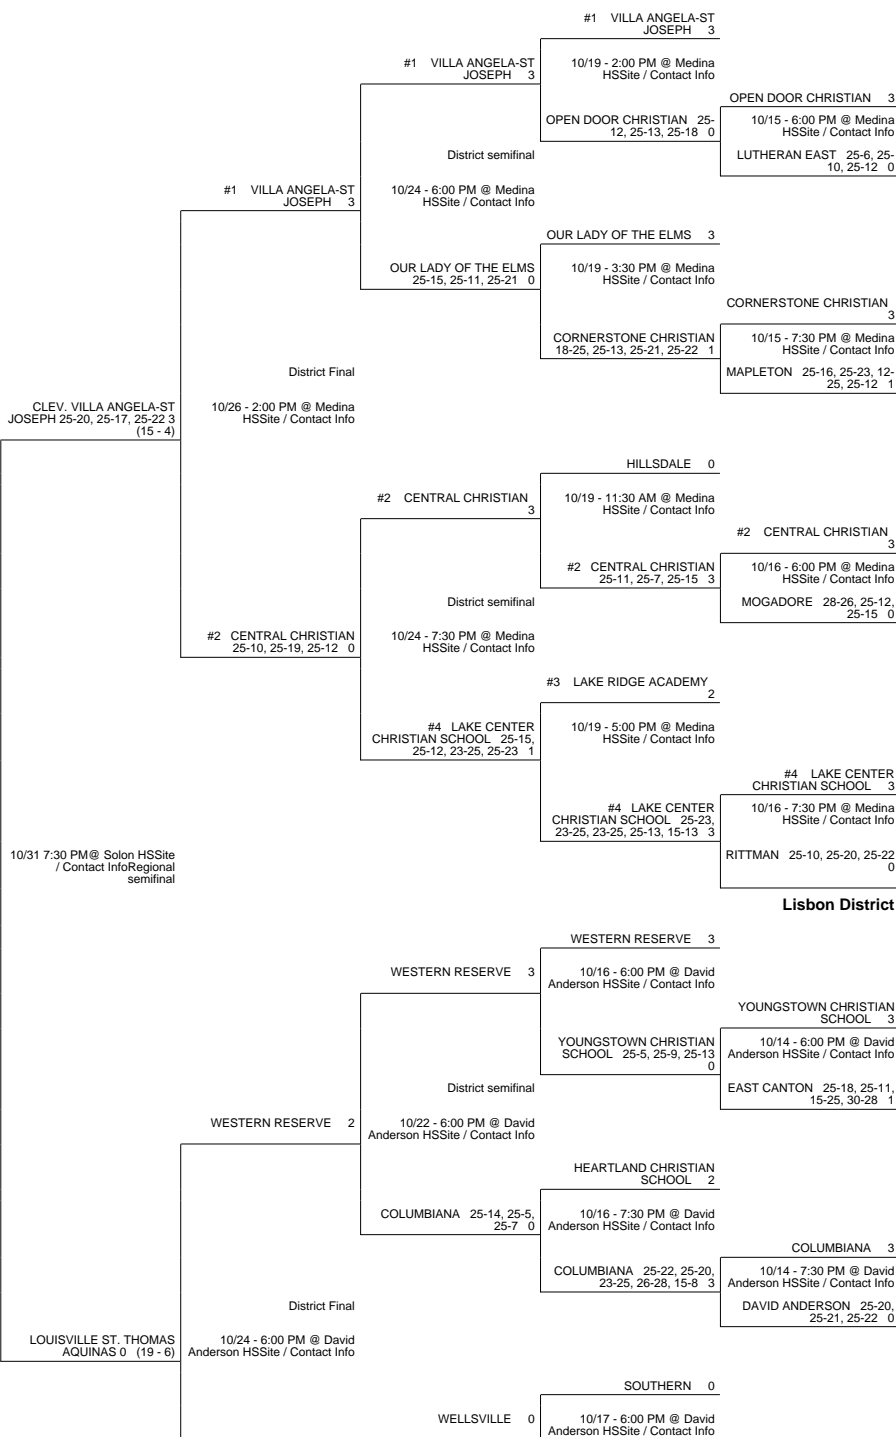 #1 VILLA ANGELA-ST
JOSEPH 3
#1 VILLA ANGELA-ST
JOSEPH 3
10/19 - 2:00 PM @ Medina
HSSite / Contact Info
OPEN DOOR CHRISTIAN 3
OPEN DOOR CHRISTIAN 25-
12, 25-13, 25-18 0
10/15 - 6:00 PM @ Medina
HSSite / Contact Info
District semifinal
LUTHERAN EAST 25-6, 25-
10, 25-12 0
#1 VILLA ANGELA-ST
JOSEPH 3
10/24 - 6:00 PM @ Medina
HSSite / Contact Info
OUR LADY OF THE ELMS 3
OUR LADY OF THE ELMS
25-15, 25-11, 25-21 0
10/19 - 3:30 PM @ Medina
HSSite / Contact Info
CORNERSTONE CHRISTIAN
3
CORNERSTONE CHRISTIAN
18-25, 25-13, 25-21, 25-22 1
10/15 - 7:30 PM @ Medina
HSSite / Contact Info
District Final
MAPLETON 25-16, 25-23, 12-
25, 25-12 1
CLEV. VILLA ANGELA-ST
JOSEPH 25-20, 25-17, 25-22 3
(15 - 4)
10/26 - 2:00 PM @ Medina
HSSite / Contact Info
HILLSDALE 0
#2 CENTRAL CHRISTIAN
3
10/19 - 11:30 AM @ Medina
HSSite / Contact Info
#2 CENTRAL CHRISTIAN
3
#2 CENTRAL CHRISTIAN
25-11, 25-7, 25-15 3
10/16 - 6:00 PM @ Medina
HSSite / Contact Info
District semifinal
MOGADORE 28-26, 25-12,
25-15 0
#2 CENTRAL CHRISTIAN
25-10, 25-19, 25-12 0
10/24 - 7:30 PM @ Medina
HSSite / Contact Info
#3 LAKE RIDGE ACADEMY
2
#4 LAKE CENTER
CHRISTIAN SCHOOL 25-15,
25-12, 23-25, 25-23 1
10/19 - 5:00 PM @ Medina
HSSite / Contact Info
#4 LAKE CENTER
CHRISTIAN SCHOOL 3
#4 LAKE CENTER
CHRISTIAN SCHOOL 25-23,
23-25, 23-25, 25-13, 15-13 3
10/16 - 7:30 PM @ Medina
HSSite / Contact Info
10/31 7:30 PM@ Solon HSSite
/ Contact InfoRegional
semifinal
RITTMAN 25-10, 25-20, 25-22
0
Lisbon District
WESTERN RESERVE 3
WESTERN RESERVE 3
10/16 - 6:00 PM @ David
Anderson HSSite / Contact Info
YOUNGSTOWN CHRISTIAN
SCHOOL 3
YOUNGSTOWN CHRISTIAN
SCHOOL 25-5, 25-9, 25-13
0
10/14 - 6:00 PM @ David
Anderson HSSite / Contact Info
District semifinal
EAST CANTON 25-18, 25-11,
15-25, 30-28 1
WESTERN RESERVE 2
10/22 - 6:00 PM @ David
Anderson HSSite / Contact Info
HEARTLAND CHRISTIAN
SCHOOL 2
COLUMBIANA 25-14, 25-5,
25-7 0
10/16 - 7:30 PM @ David
Anderson HSSite / Contact Info
COLUMBIANA 3
COLUMBIANA 25-22, 25-20,
23-25, 26-28, 15-8 3
10/14 - 7:30 PM @ David
Anderson HSSite / Contact Info
District Final
DAVID ANDERSON 25-20,
25-21, 25-22 0
LOUISVILLE ST. THOMAS
AQUINAS 0 (19 - 6)
10/24 - 6:00 PM @ David
Anderson HSSite / Contact Info
SOUTHERN 0
WELLSVILLE 0
10/17 - 6:00 PM @ David
Anderson HSSite / Contact Info